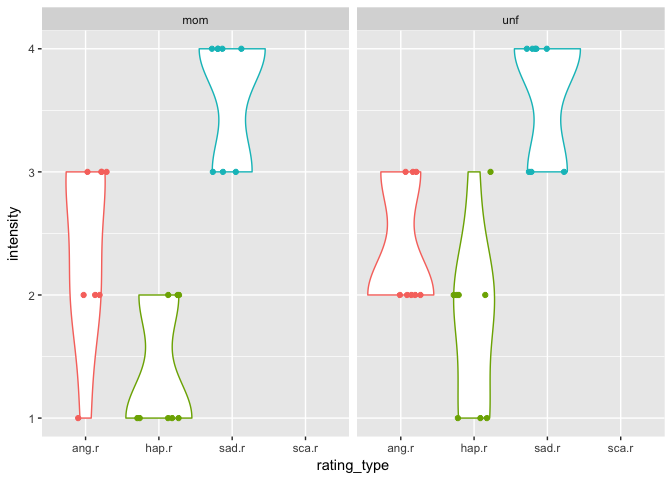 mom unf
4
3
2
1
intensity
ang.r hap.r sad.r sca.r ang.r hap.r sad.r sca.r
rating_type